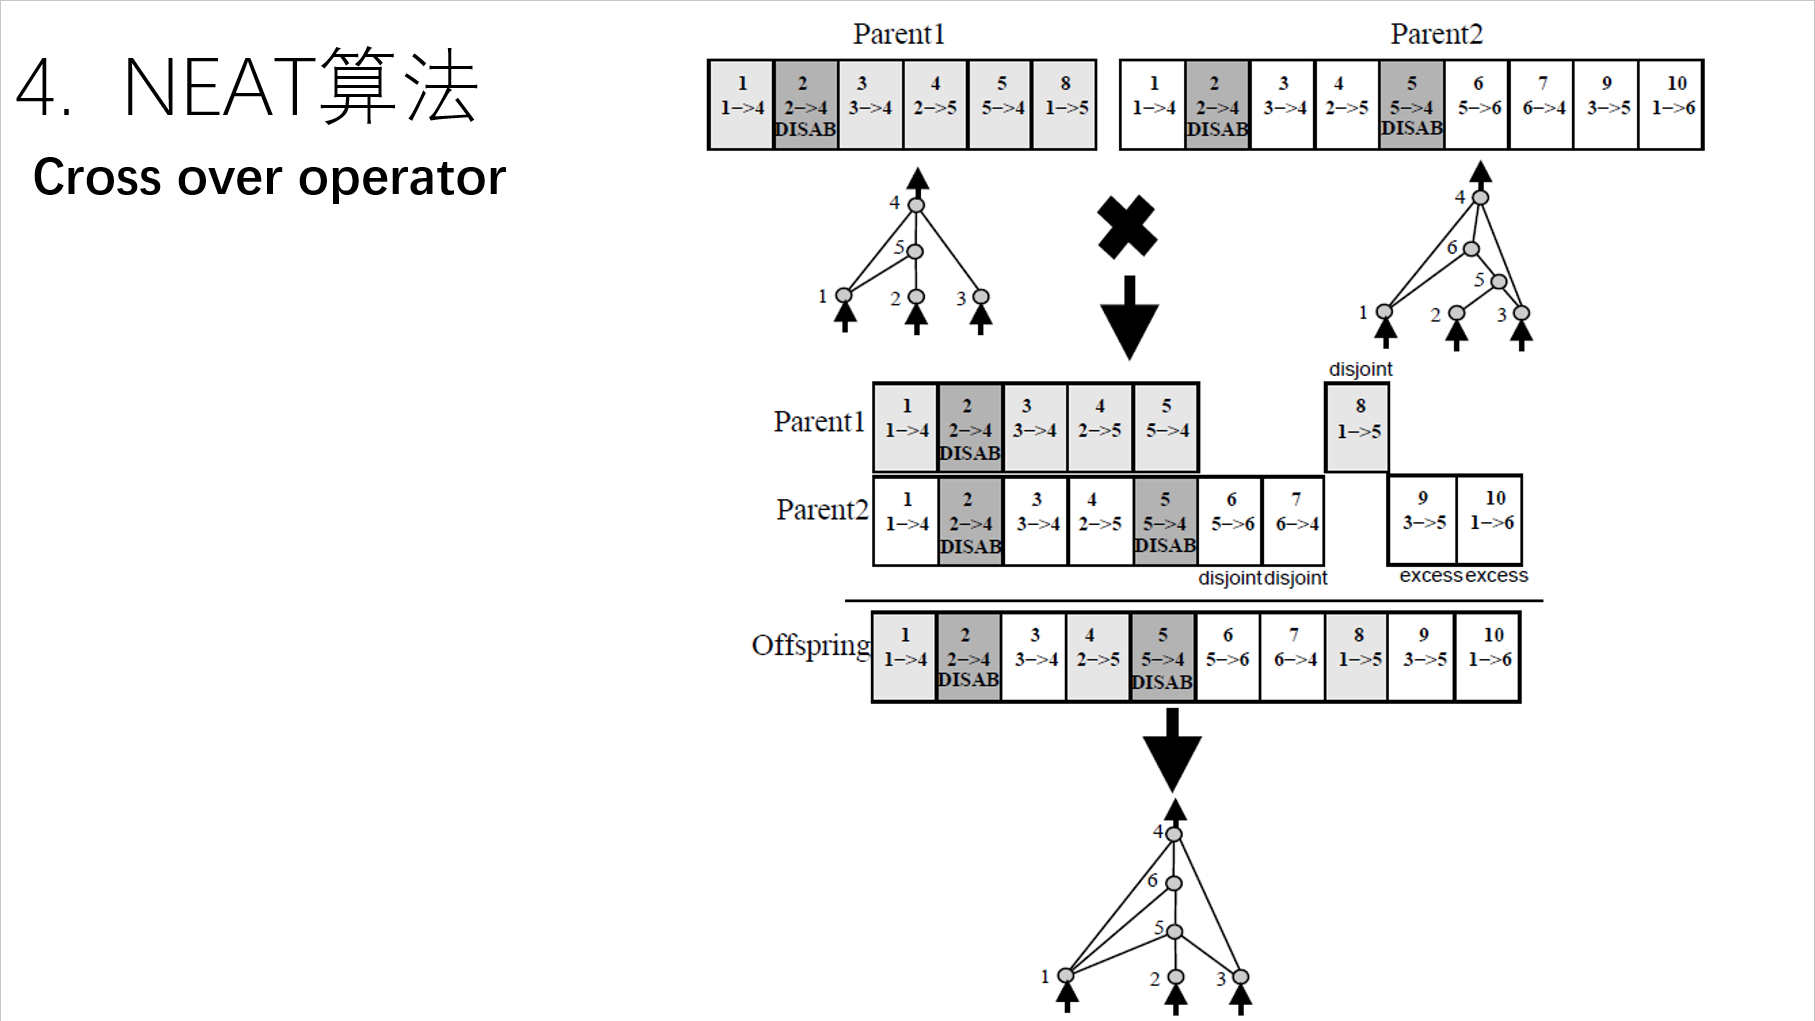 4. NEAT算法
Cross over operator
Parent1
Parent2
1 2 3 4 5 8
1->4 2->4 3->4 2->5 5->4 1->5
DISAB
1 2 3 4 5 6 7 9 10
1->4 2->4 3->4 2->5 5->4 5->6 6->4 3->5 1->6
DISAB DISAB
4
5
1 2 3
4
6
5
1 2 3
disjoint
Parent1
1 2 3 4 5 8
1->4 2->4 3->4 2->5 5->4 1->5
DISAB
Parent2
1 2 3 4 5 6 7 9 10
1->4 2->4 3->4 2->5 5->4 5->6 6->4 3->5 1->6
DISAB DISAB
disjoint disjoint excess excess
Offspring
1 2 3 4 5 6 7 8 9 10
1->4 2->4 3->4 2->5 5->4 5->6 6->4 1->5 3->5 1->6
DISAB DISAB
4
6
5
1 2 3